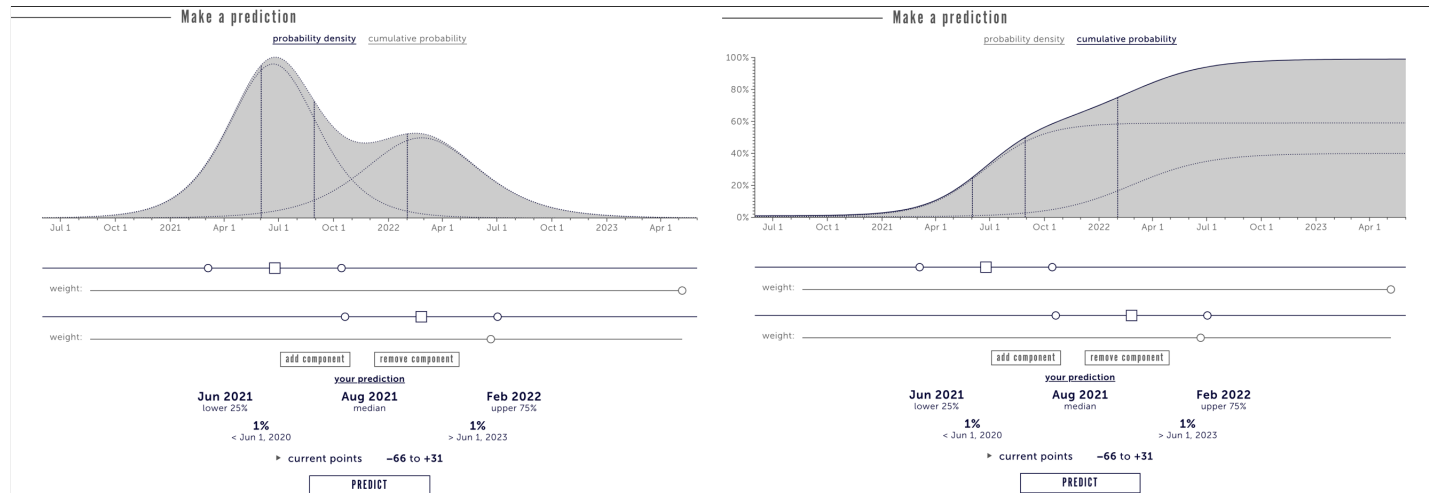 Make a prediction
probability density cumulative probability
Jul 1 Oct 1 2021 Apr 1 Jul 1 Oct 1 2022 Apr 1 Jul 1 Oct 1 2023 Apr 1
weight:
weight:
add component remove component
your prediction
Jun 2021 Aug 2021 Feb 2022
lower 25% median upper 75%
1% 1%
< Jun 1, 2020 > Jun 1, 2023
▸ current points −66 to +31
PREDICT
Make a prediction
probability density cumulative probability
100%
80%
60%
40%
20%
0%
Jul 1 Oct 1 2021 Apr 1 Jul 1 Oct 1 2022 Apr 1 Jul 1 Oct 1 2023 Apr 1
weight:
weight:
add component remove component
your prediction
Jun 2021 Aug 2021 Feb 2022
lower 25% median upper 75%
1% 1%
< Jun 1, 2020 > Jun 1, 2023
▸ current points −66 to +31
PREDICT